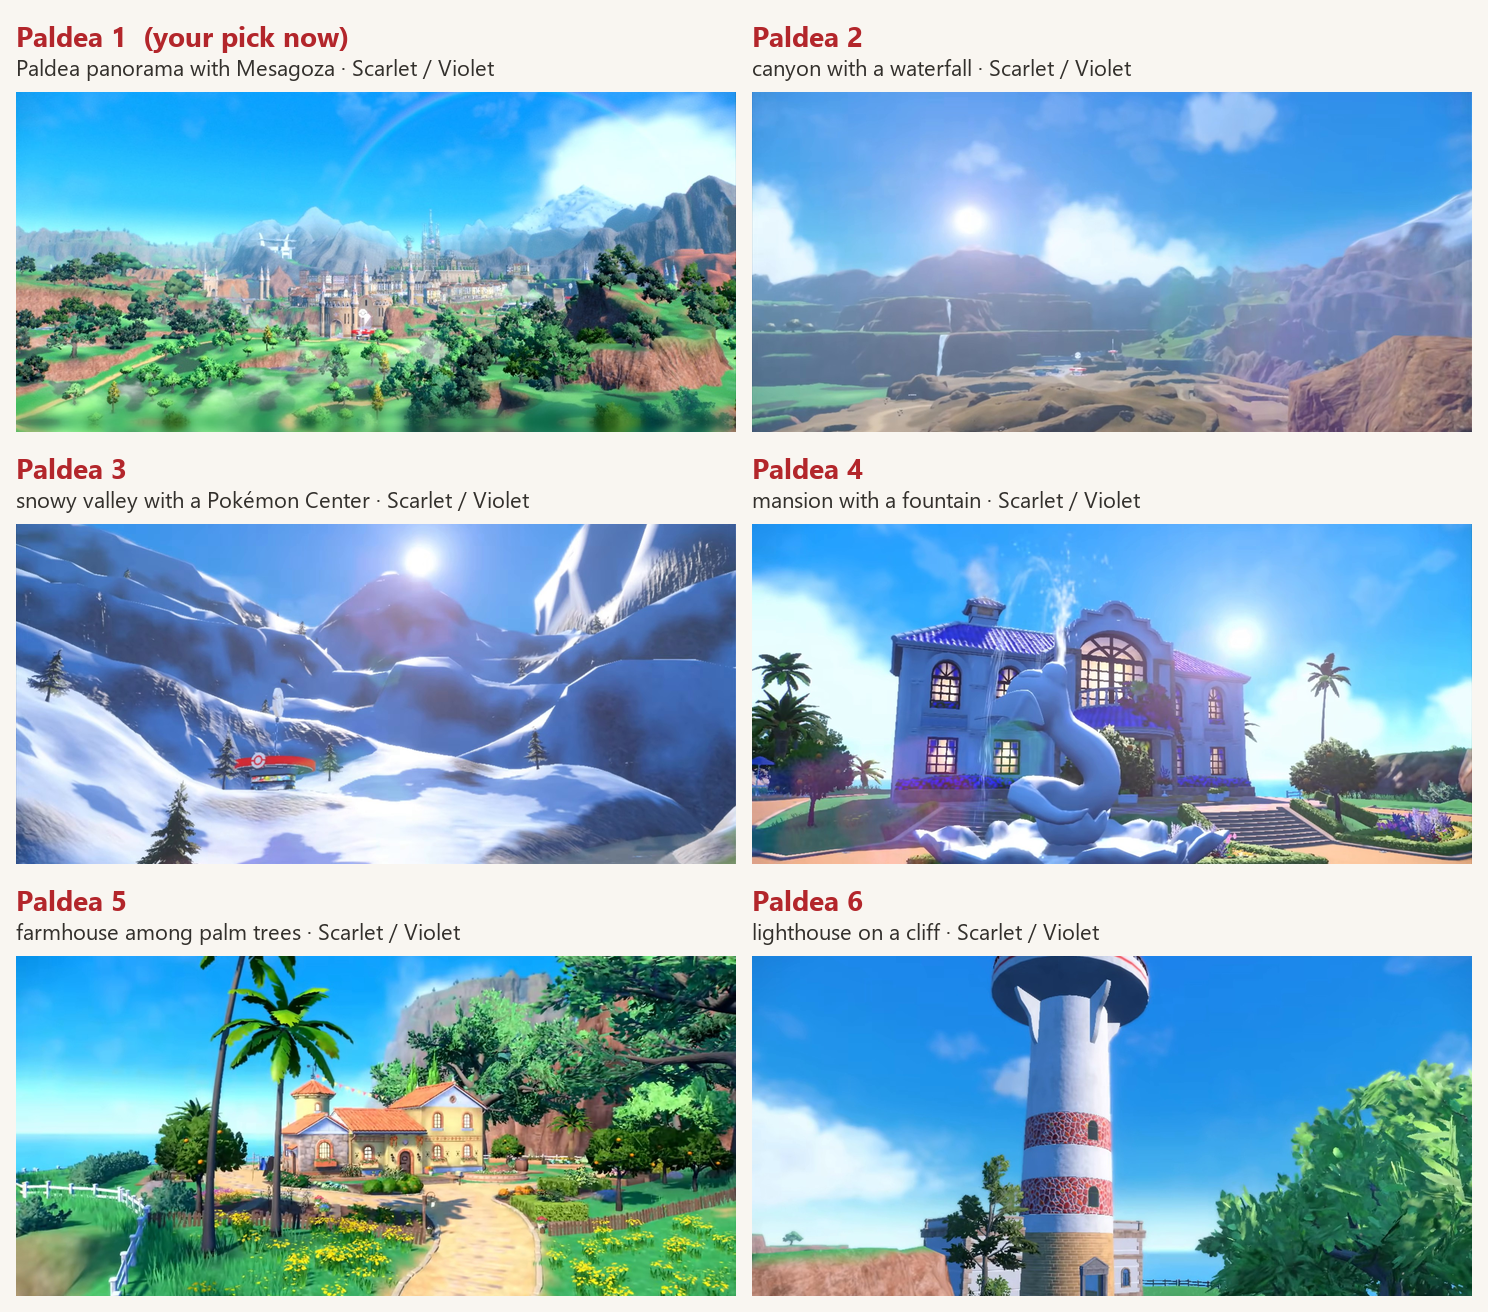 Paldea 1 (your pick now)
Paldea panorama with Mesagoza · Scarlet / Violet
Paldea 2
canyon with a waterfall · Scarlet / Violet
Paldea 3
snowy valley with a Pokémon Center · Scarlet / Violet
Paldea 4
mansion with a fountain · Scarlet / Violet
Paldea 5
farmhouse among palm trees · Scarlet / Violet
Paldea 6
lighthouse on a cliff · Scarlet / Violet